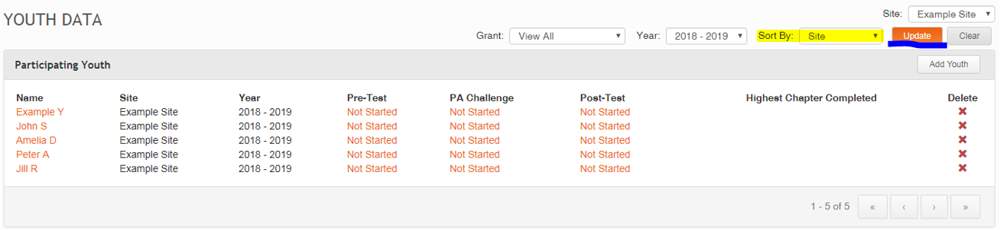 YOUTH DATA
Site: Example Site
Grant: View All Year: 2018 - 2019 Sort By: Site Update Clear
Participating Youth Add Youth
Name Site Year Pre-Test PA Challenge Post-Test Highest Chapter Completed Delete
Example Y Example Site 2018 - 2019 Not Started Not Started Not Started
John S Example Site 2018 - 2019 Not Started Not Started Not Started
Amelia D Example Site 2018 - 2019 Not Started Not Started Not Started
Peter A Example Site 2018 - 2019 Not Started Not Started Not Started
Jill R Example Site 2018 - 2019 Not Started Not Started Not Started
1 - 5 of 5 « ‹ › »